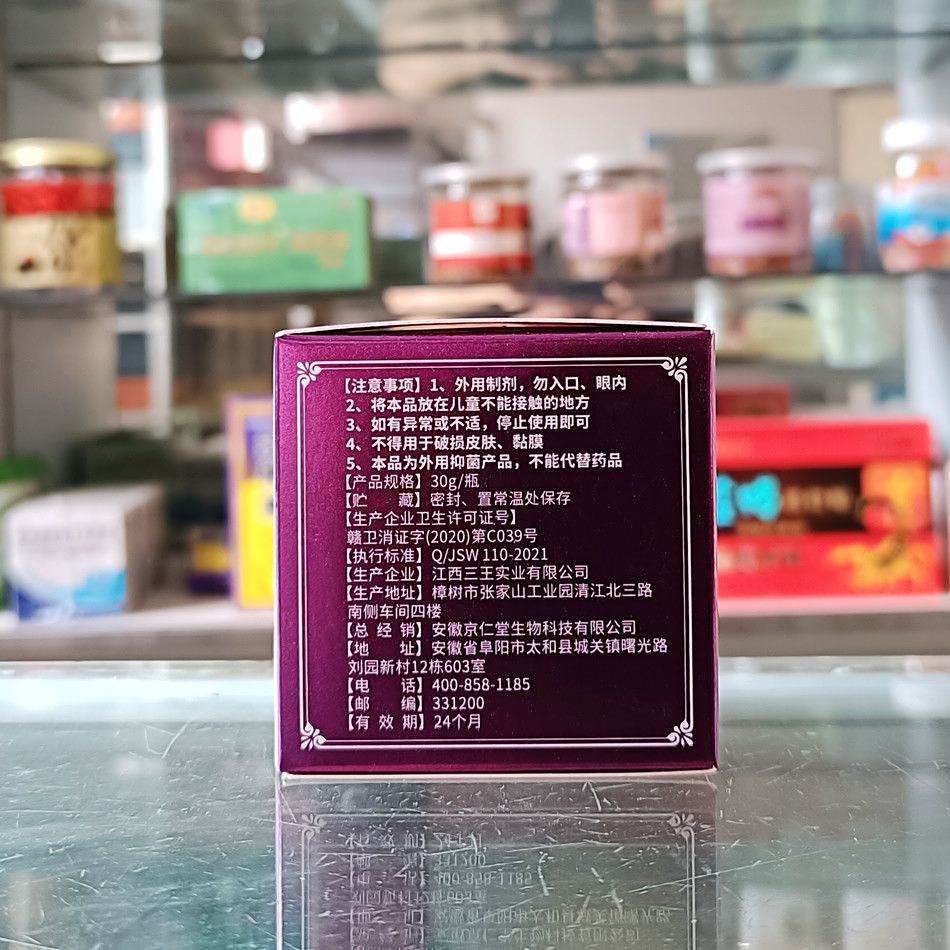 【注意事项】1、外用制剂，勿入口、眼内
2、将本品放在儿童不能接触的地方
3、如有异常或不适，停止使用即可
4、不得用于破损皮肤、黏膜
5、本品为外用抑菌产品，不能代替药品
【产品规格】30g/瓶
【贮 藏】密封、置常温处保存
【生产企业卫生许可证号】
赣卫消证字(2020)第C039号
【执行标准】Q/JSW 110-2021
【生产企业】江西三王实业有限公司
【生产地址】樟树市张家山工业园清江北三路
南侧车间四楼
【总 经 销】安徽京仁堂生物科技有限公司
【地 址】安徽省阜阳市太和县城关镇曙光路
刘园新村12栋603室
【电 话】400-858-1185
【邮 编】331200
【有 效 期】24个月